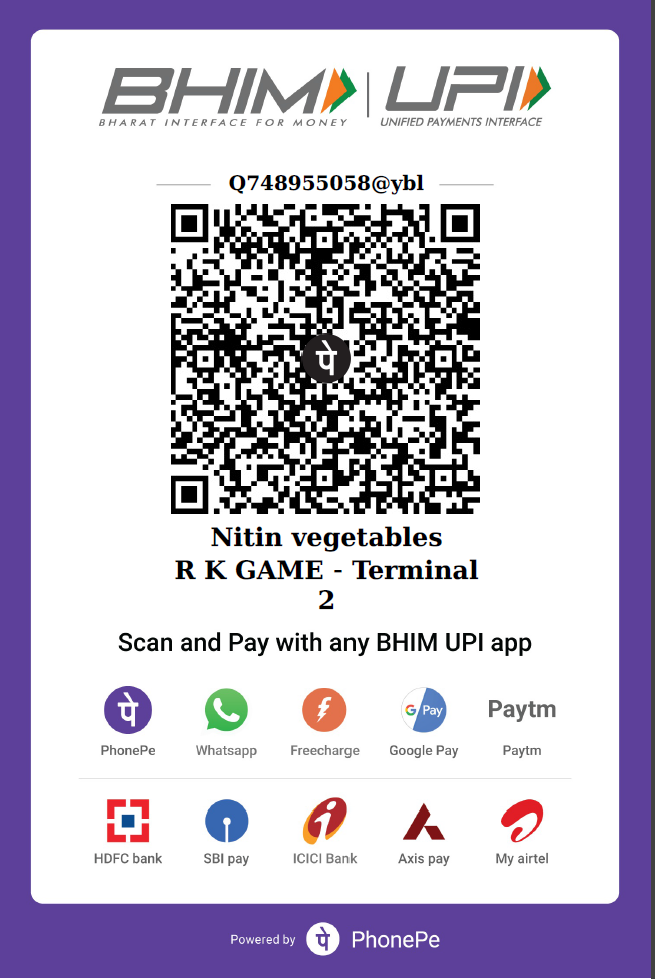 BHIM UPI
BHARAT INTERFACE FOR MONEY UNIFIED PAYMENTS INTERFACE
Q748955058@ybl
पे
Nitin vegetables
R K GAME - Terminal
2
Scan and Pay with any BHIM UPI app
पे G Pay Paytm
PhonePe Whatsapp Freecharge Google Pay Paytm
HDFC bank SBI pay ICICI Bank Axis pay My airtel
Powered by पे PhonePe